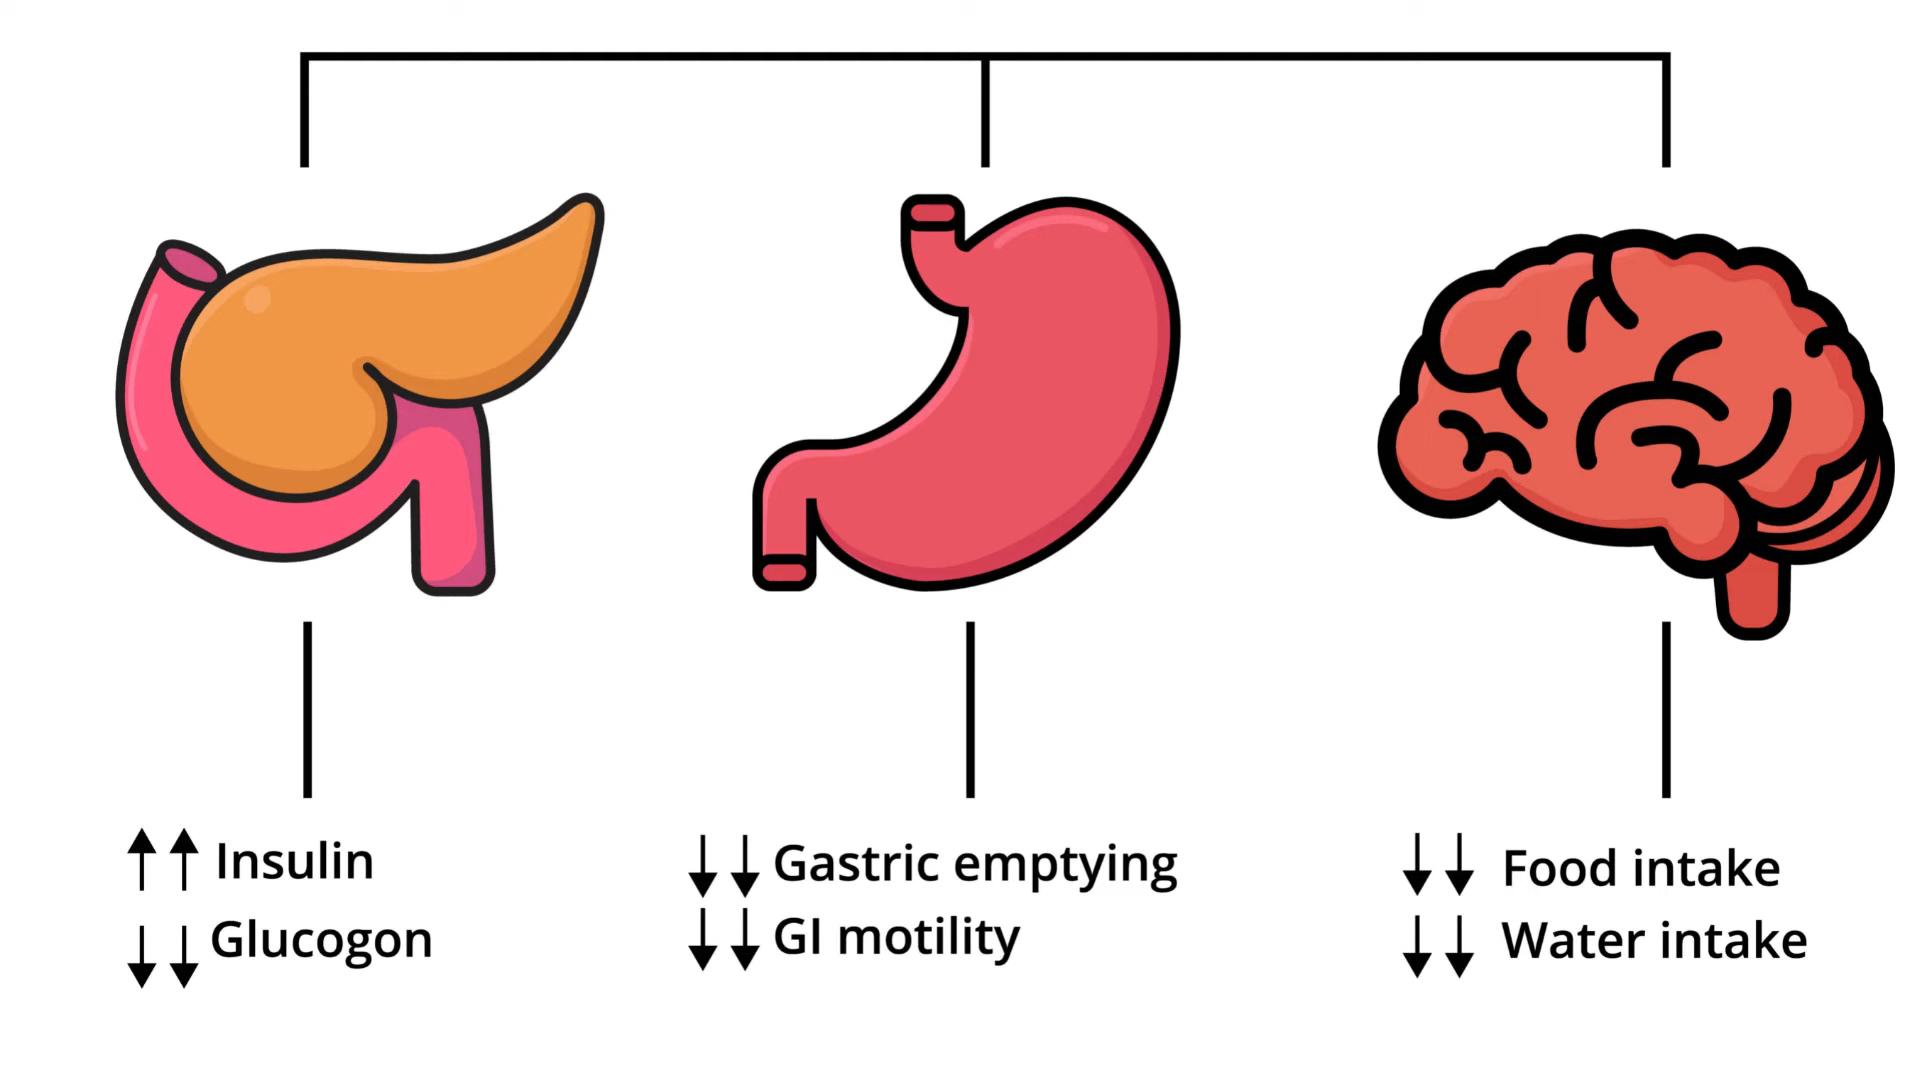 Insulin
Glucogon
Gastric emptying
GI motility
Food intake
Water intake